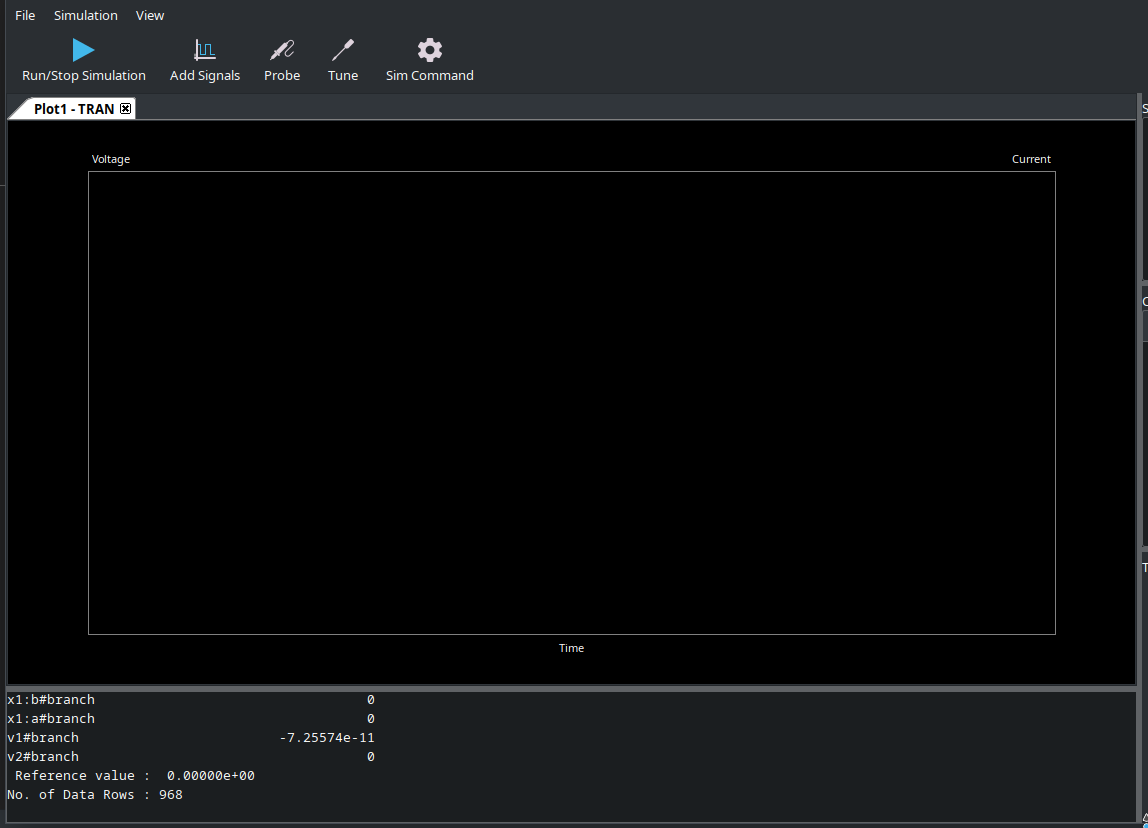 File Simulation View
Run/Stop Simulation Add Signals Probe Tune Sim Command
Plot1 - TRAN
Voltage Current
Time
x1:b#branch 0
x1:a#branch 0
v1#branch -7.25574e-11
v2#branch 0
Reference value : 0.00000e+00
No. of Data Rows : 968